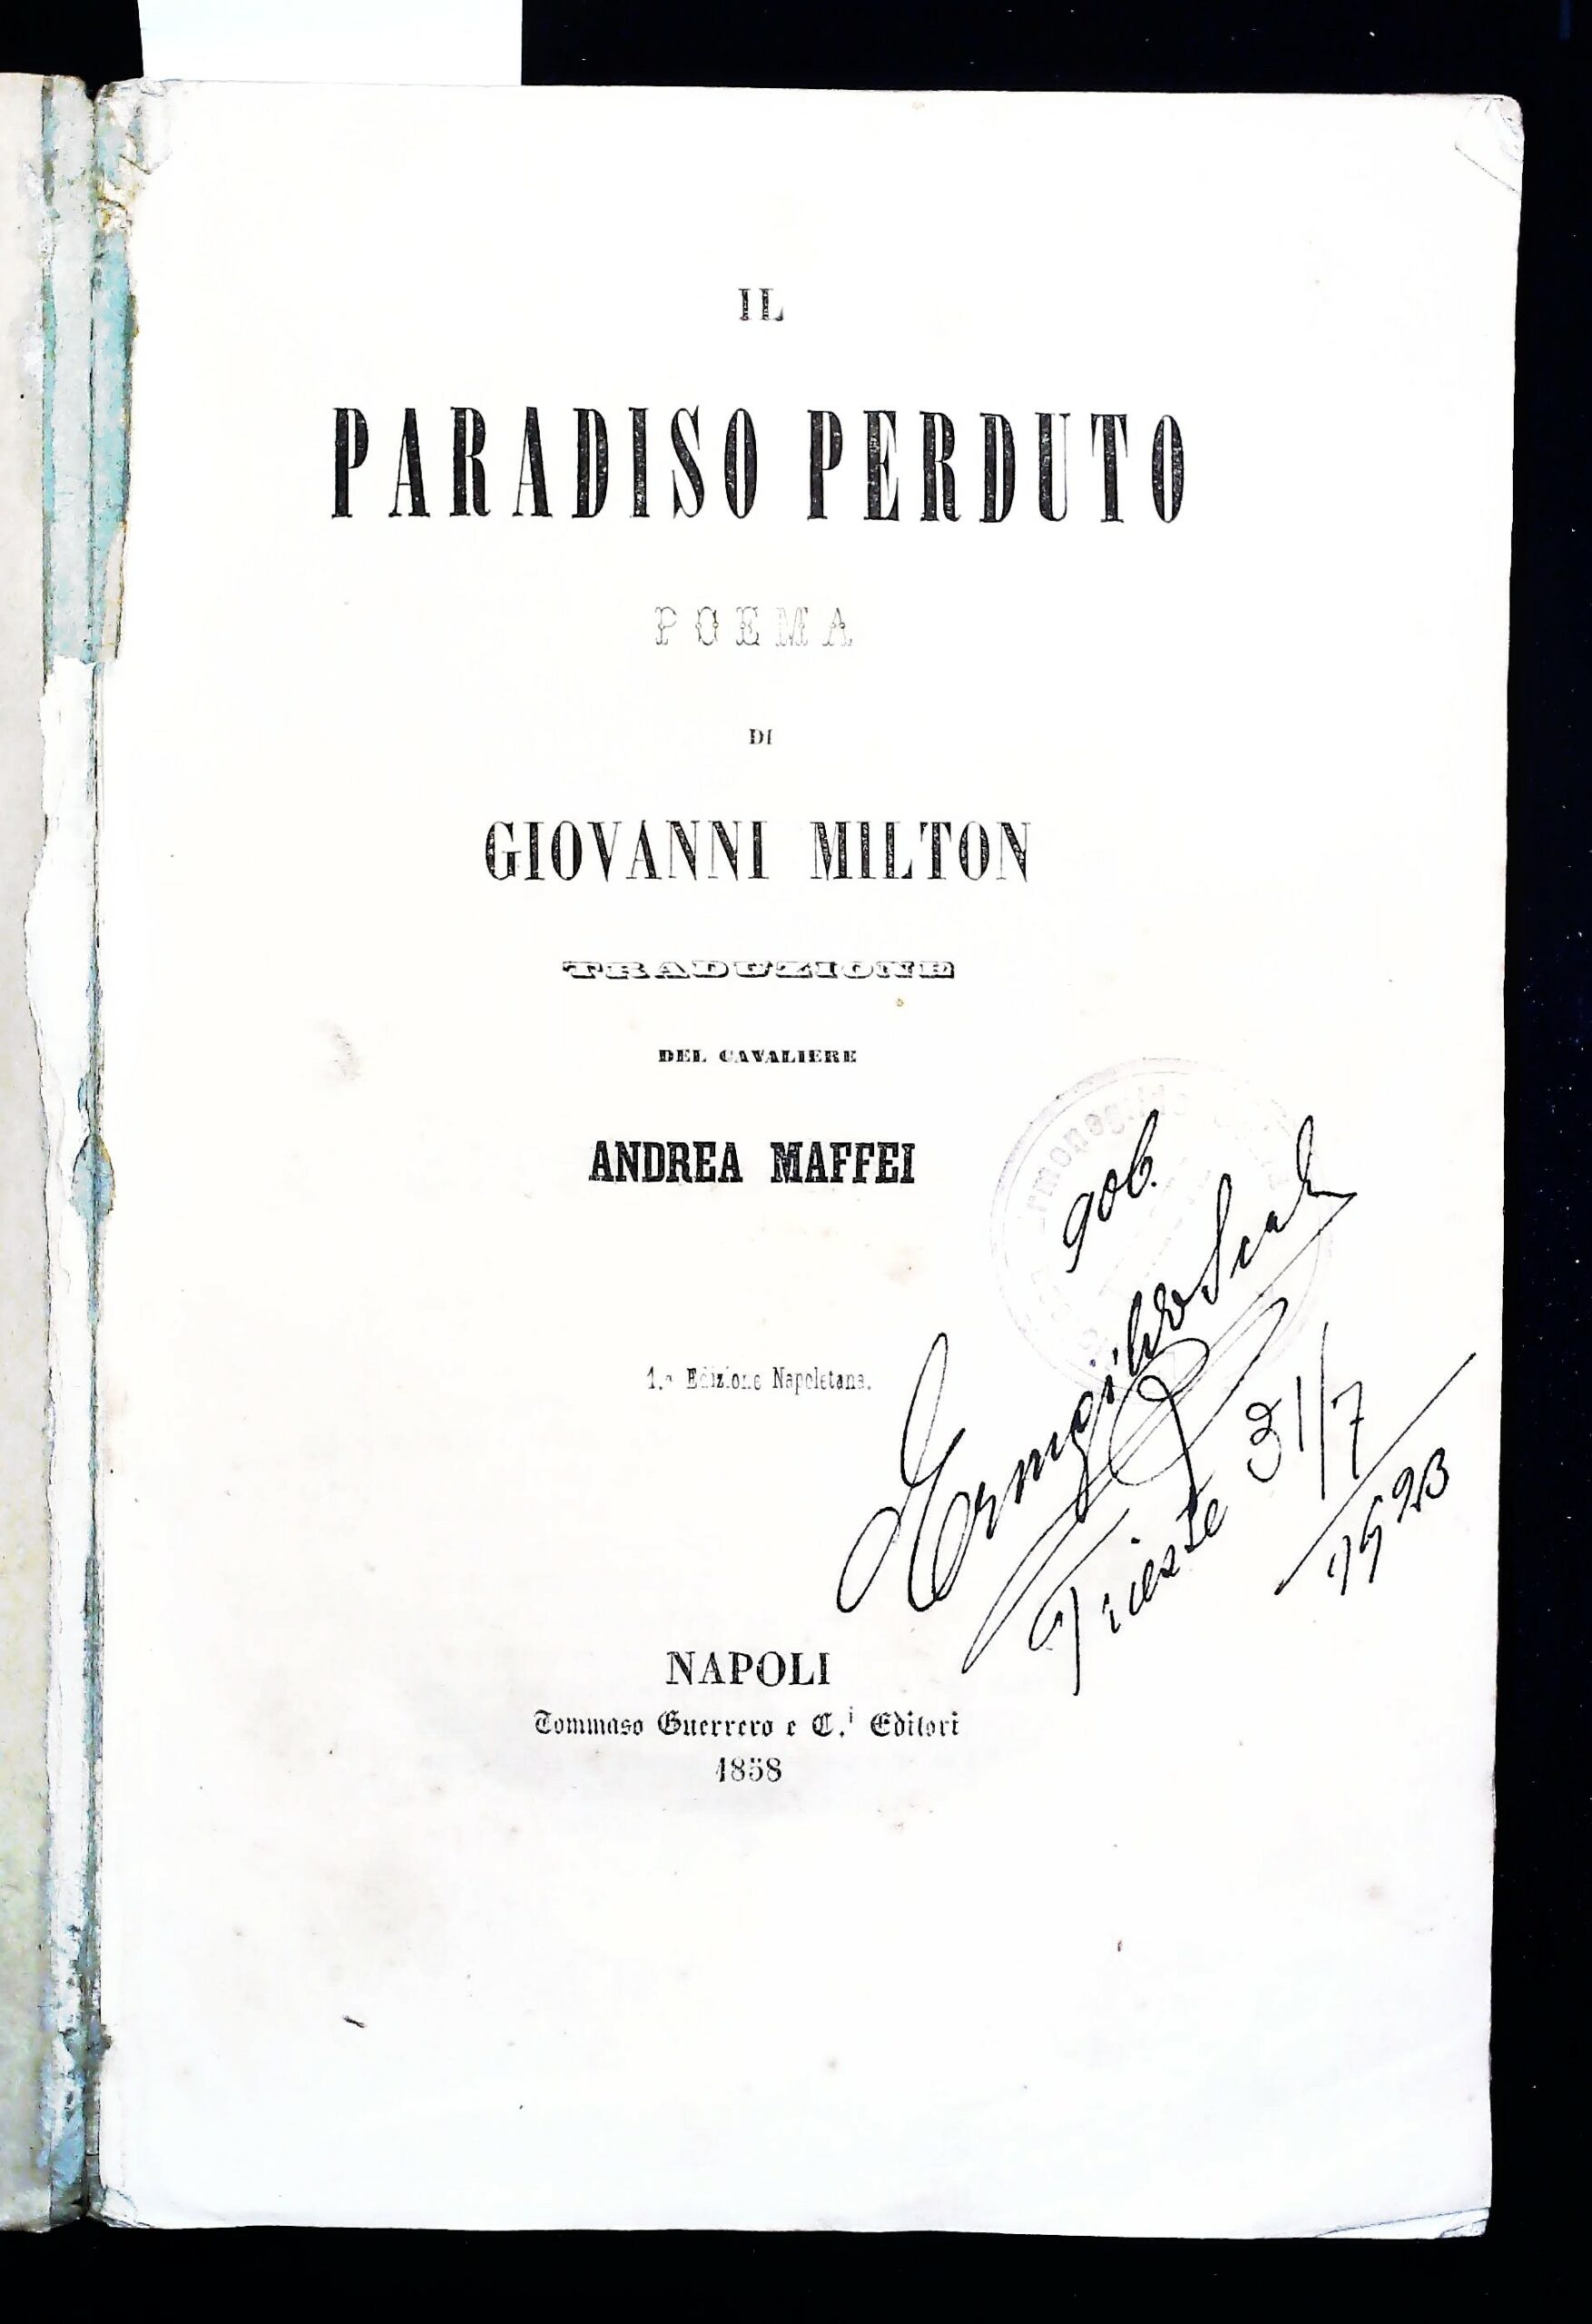 IL
PARADISO PERDUTO
POEMA
DI
GIOVANNI MILTON
TRADUZIONE
DEL CAVALIERE
ANDREA MAFFEI
1.a Edizione Napoletana.
Trieste 31/7
1923
NAPOLI
Tommaso Guerrero e C.i Editori
1858